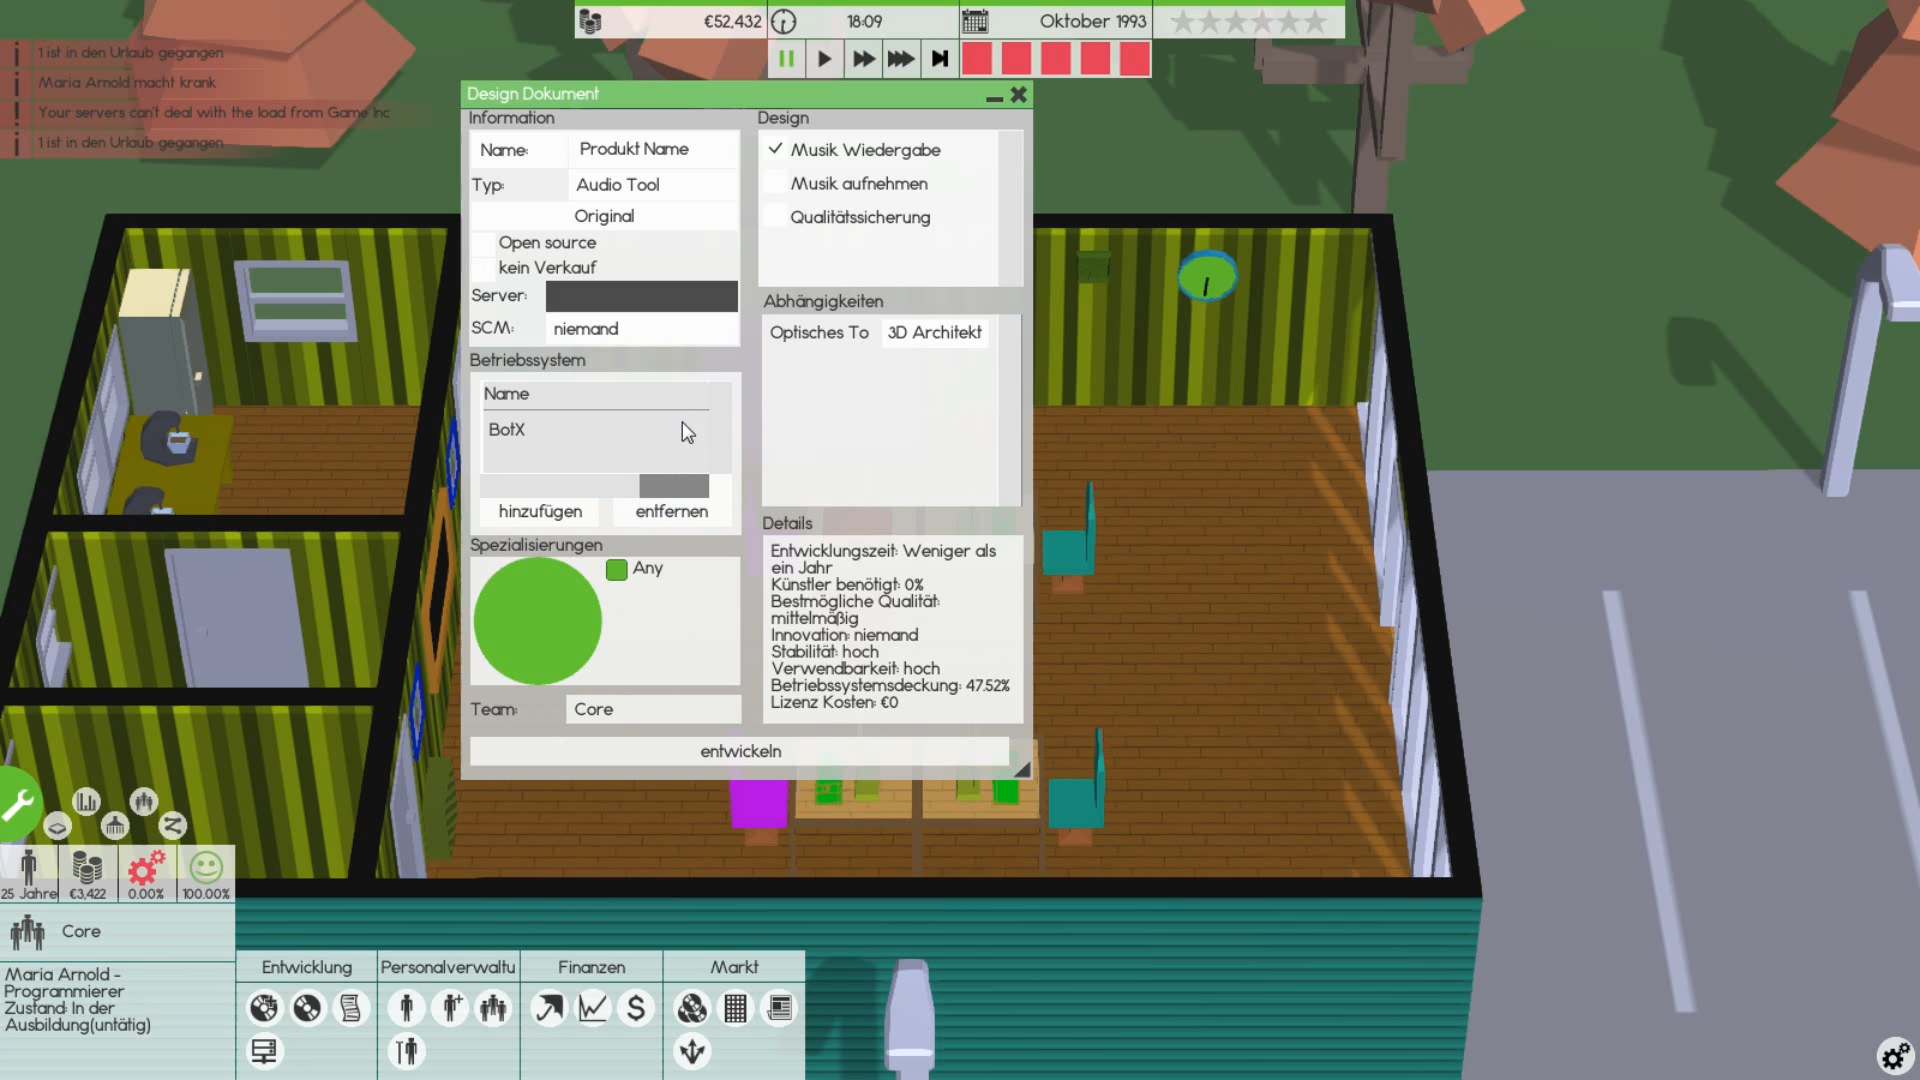 €52,432
18:09
Oktober 1993
1 ist in den Urlaub gegangen
Maria Arnold macht krank
Your servers can't deal with the load from Game Inc
1 ist in den Urlaub gegangen
Design Dokument
Information
Name:
Produkt Name
Typ:
Audio Tool
Original
Open source
kein Verkauf
Server:
SCM:
niemand
Betriebssystem
Name
BotX
hinzufügen
entfernen
Spezialisierungen
Any
Team:
Core
Design
Musik Wiedergabe
Musik aufnehmen
Qualitätssicherung
Abhängigkeiten
Optisches To
3D Architekt
Details
Entwicklungszeit: Weniger als
ein Jahr
Künstler benötigt: 0%
Bestmögliche Qualität:
mittelmäßig
Innovation: niemand
Stabilität: hoch
Verwendbarkeit: hoch
Betriebssystemsdeckung: 47.52%
Lizenz Kosten: €0
entwickeln
25 Jahre
€3,422
0.00%
100.00%
Core
Maria Arnold -
Programmierer
Zustand: In der
Ausbildung(untätig)
Entwicklung
Personalverwaltu
Finanzen
Markt